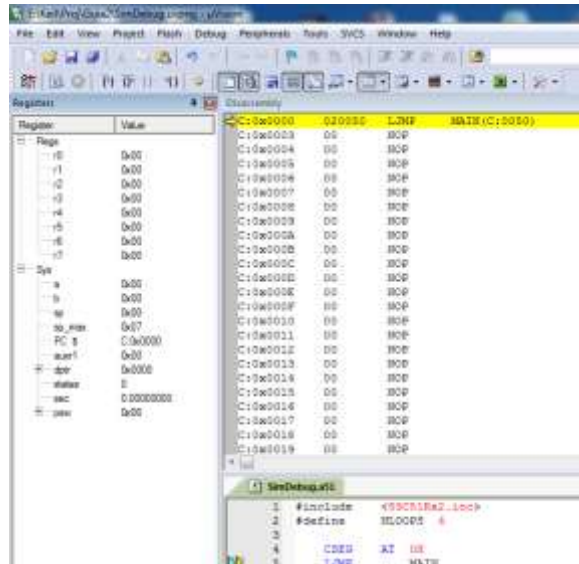 File Edit View Project Flash Debug Peripherals Tools SVCS Window Help
Registers
Register Value
Regs
r0 0x00
r1 0x00
r2 0x00
r3 0x00
r4 0x00
r5 0x00
r6 0x00
r7 0x00
Sys
a 0x00
b 0x00
sp
sp_max 0x07
PC $ C:0x0000
auxr1 0x00
dptr 0x0000
states 0
sec 0.00000000
psw 0x00
Disassembly
C:0x0000 020050 LJMP MAIN(C:0050)
C:0x0003 00 NOP
C:0x0004 00 NOP
C:0x0005 00 NOP
C:0x0006 00 NOP
C:0x0007 00 NOP
C:0x0008 00 NOP
C:0x0009 00 NOP
C:0x000A 00 NOP
C:0x000B 00 NOP
C:0x000C 00 NOP
C:0x000D 00 NOP
C:0x000E 00 NOP
C:0x000F 00 NOP
C:0x0010 00 NOP
C:0x0011 00 NOP
C:0x0012 00 NOP
C:0x0013 00 NOP
C:0x0014 00 NOP
C:0x0015 00 NOP
C:0x0016 00 NOP
C:0x0017 00 NOP
C:0x0018 00 NOP
C:0x0019 00 NOP
SimDebug.a51
1 #include
2 #define NLOOPS
3
4 CSEG AT
5 LJMP MAIN